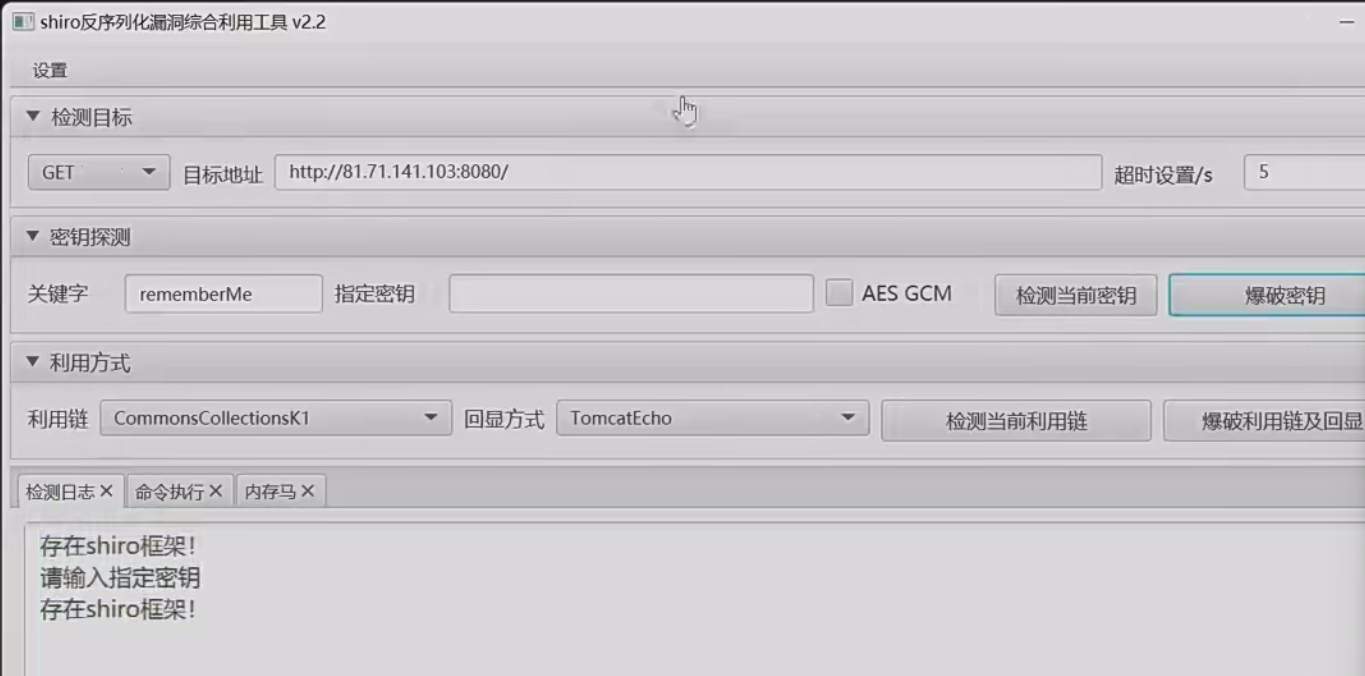 shiro反序列化漏洞综合利用工具 v2.2
设置
检测目标
GET 目标地址 http://81.71.141.103:8080/ 超时设置/s 5
密钥探测
关键字 rememberMe 指定密钥 AES GCM 检测当前密钥 爆破密钥
利用方式
利用链 CommonsCollectionsK1 回显方式 TomcatEcho 检测当前利用链 爆破利用链及回显
检测日志 命令执行 内存马
存在shiro框架!
请输入指定密钥
存在shiro框架!